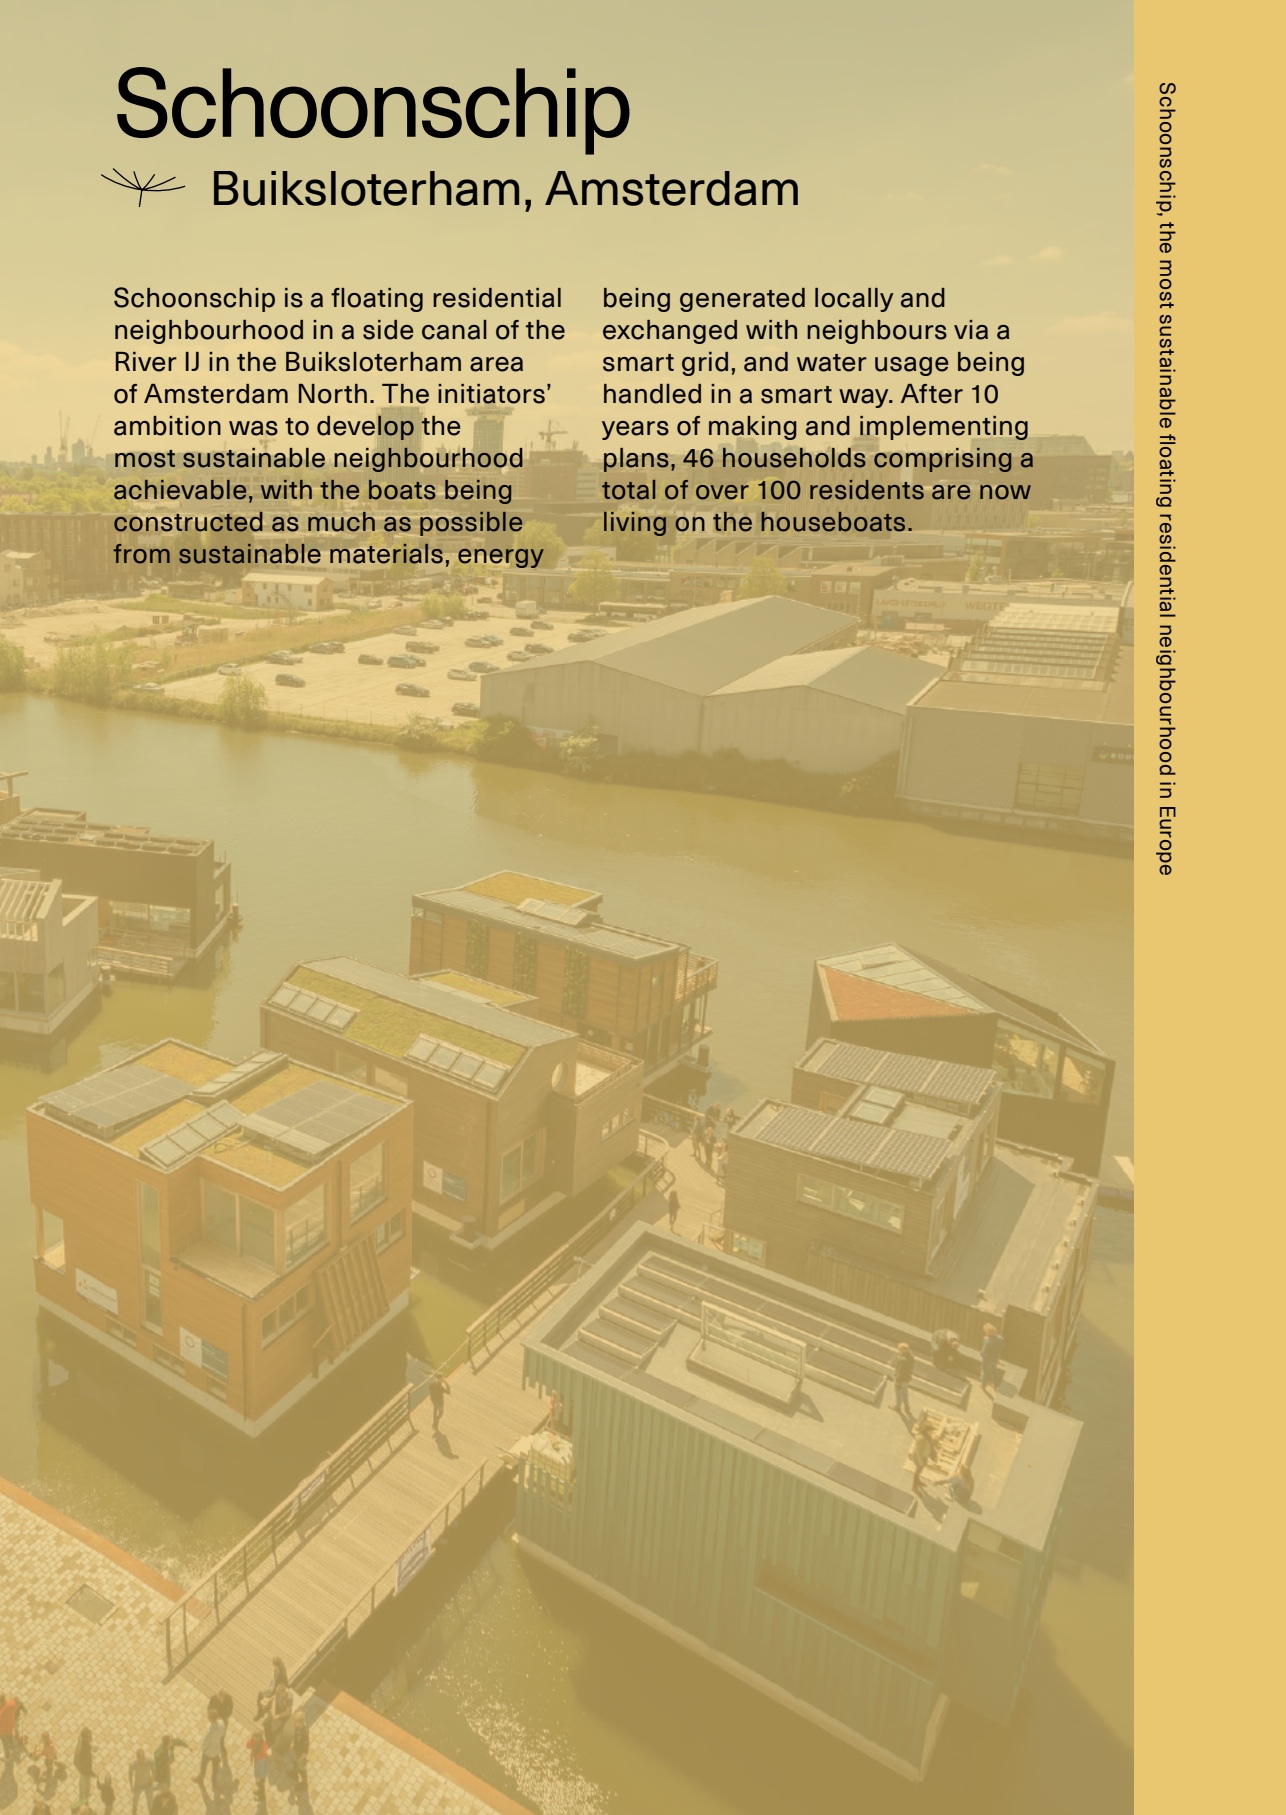 Schoonschip
Buiksloterham, Amsterdam
Schoonschip is a floating residential
neighbourhood in a side canal of the
River IJ in the Buiksloterham area
of Amsterdam North. The initiators’
ambition was to develop the
most sustainable neighbourhood
achievable, with the boats being
constructed as much as possible
from sustainable materials, energy
being generated locally and
exchanged with neighbours via a
smart grid, and water usage being
handled in a smart way. After 10
years of making and implementing
plans, 46 households comprising a
total of over 100 residents are now
living on the houseboats.
Schoonschip, the most sustainable floating residential neighbourhood in Europe